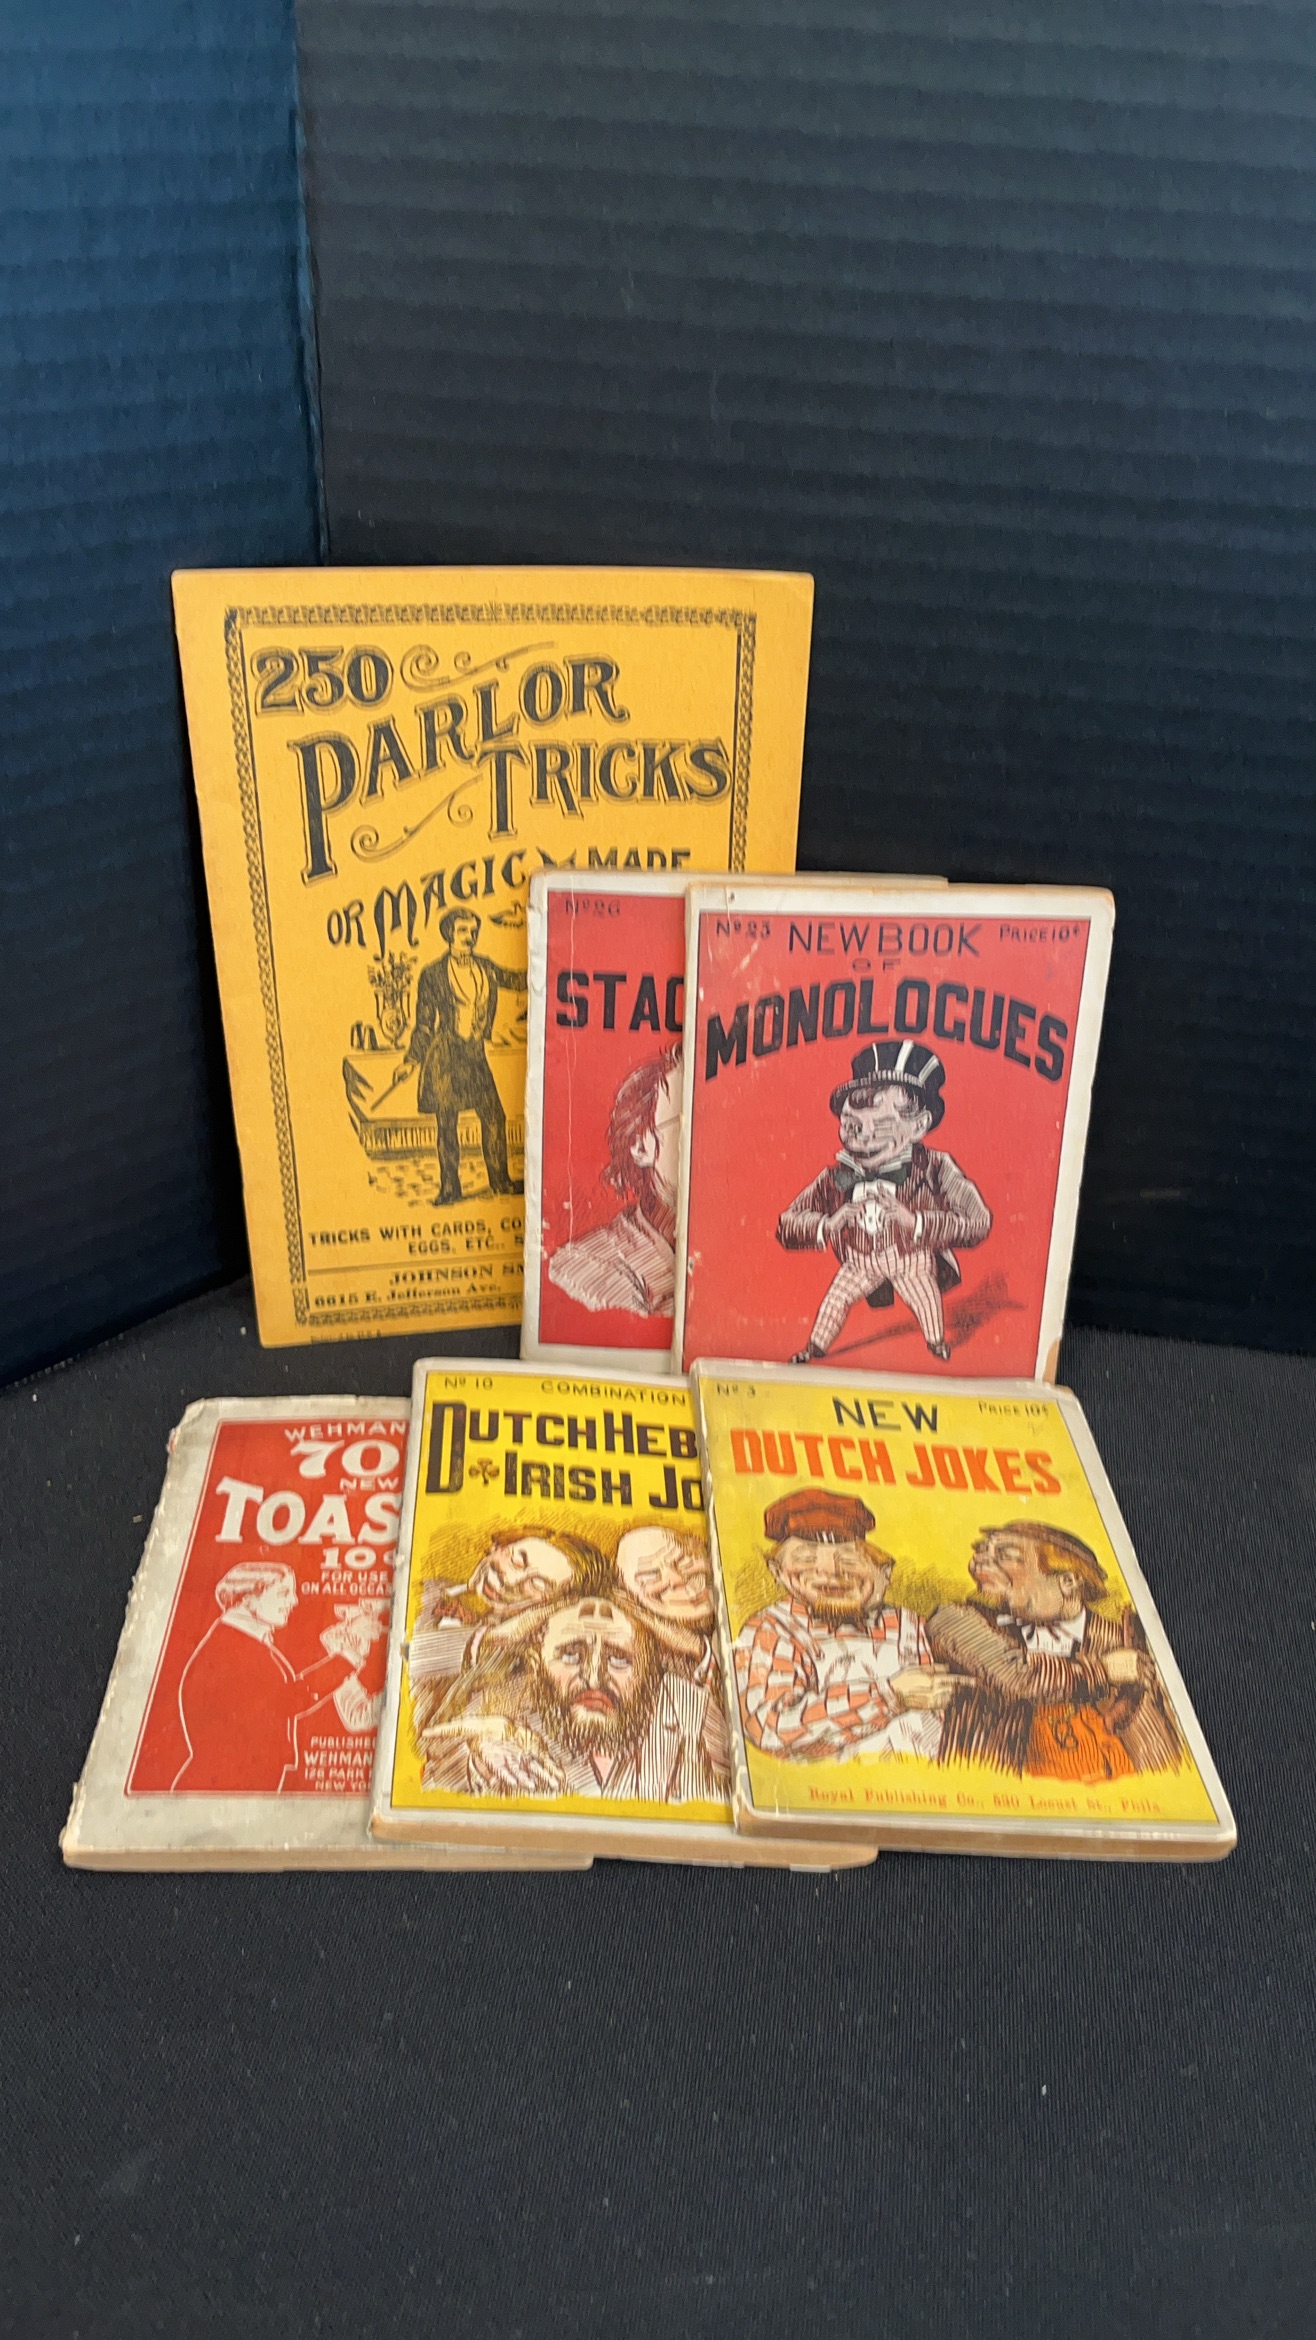 250
PARLOR
TRICKS
OR MAGIC MADE
TRICKS WITH CARDS, CO
EGGS, ETC., S
JOHNSON SM
6615 E. Jefferson Ave.
Nº 26
STAG
Nº 23 NEW BOOK PRICE 10¢
OF
MONOLOGUES
WEHMAN
70
NEW
TOAS
10¢
FOR USE
ON ALL OCCAS
PUBLISHE
WEHMAN
126 PARK
NEW YO
Nº 10 COMBINATION
DUTCH HEB
D IRISH JO
Nº 3 PRICE 10¢
NEW
DUTCH JOKES
Royal Publishing Co., 530 Locust St., Phila.